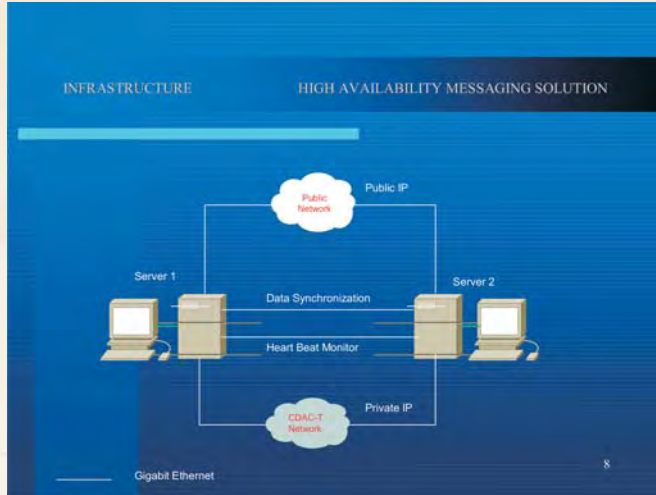 INFRASTRUCTURE
HIGH AVAILABILITY MESSAGING SOLUTION
Public
Network
Public IP
Server 1
Server 2
Data Synchronization
Heart Beat Monitor
CDAC-T
Network
Private IP
Gigabit Ethernet
8